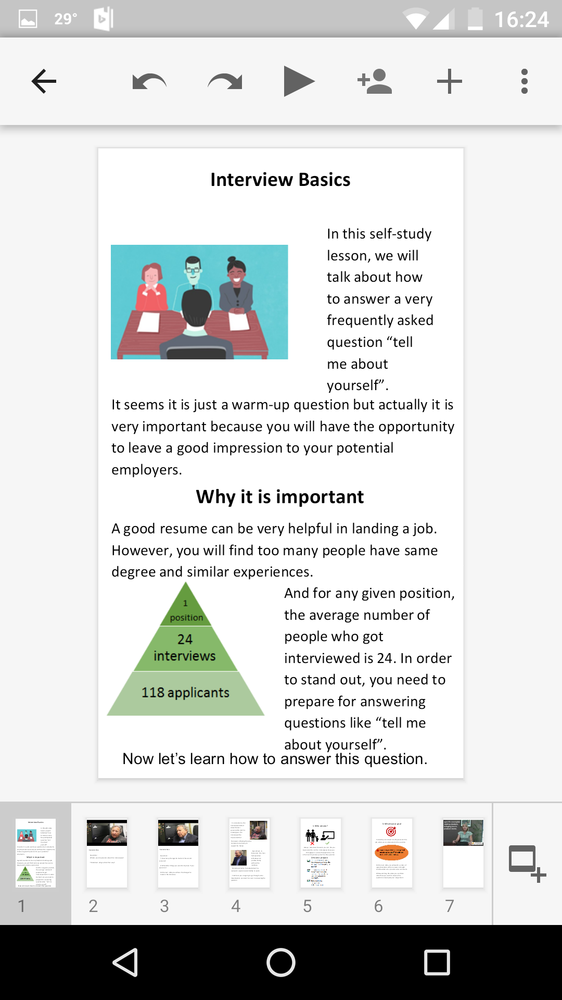 29°
16:24
Interview Basics
In this self-study
lesson, we will
talk about how
to answer a very
frequently asked
question “tell
me about
yourself”.
It seems it is just a warm-up question but actually it is
very important because you will have the opportunity
to leave a good impression to your potential
employers.
Why it is important
A good resume can be very helpful in landing a job.
However, you will find too many people have same
degree and similar experiences.
1
position
24
interviews
118 applicants
And for any given position,
the average number of
people who got
interviewed is 24. In order
to stand out, you need to
prepare for answering
questions like “tell me
about yourself”.
Now let’s learn how to answer this question.
1
2
3
4
5
6
7